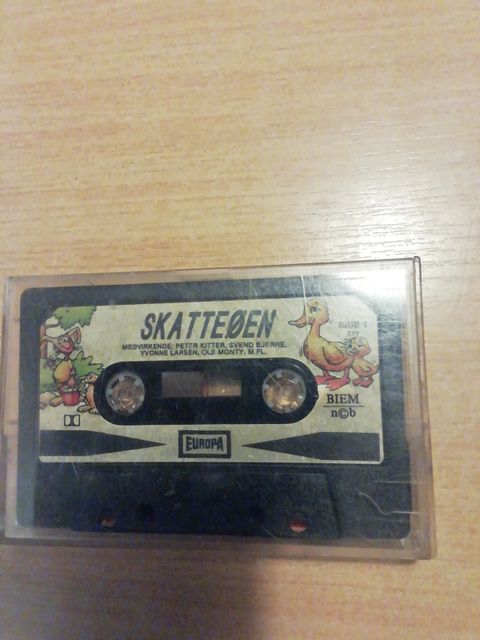 SKATTEØEN
MEDVIRKENDE: PETER KITTER, SVEND BJERRE,
YVONNE LARSEN, OLE MONTY, M.FL.
SIDE 1
BIEM
n©b
EUROPA